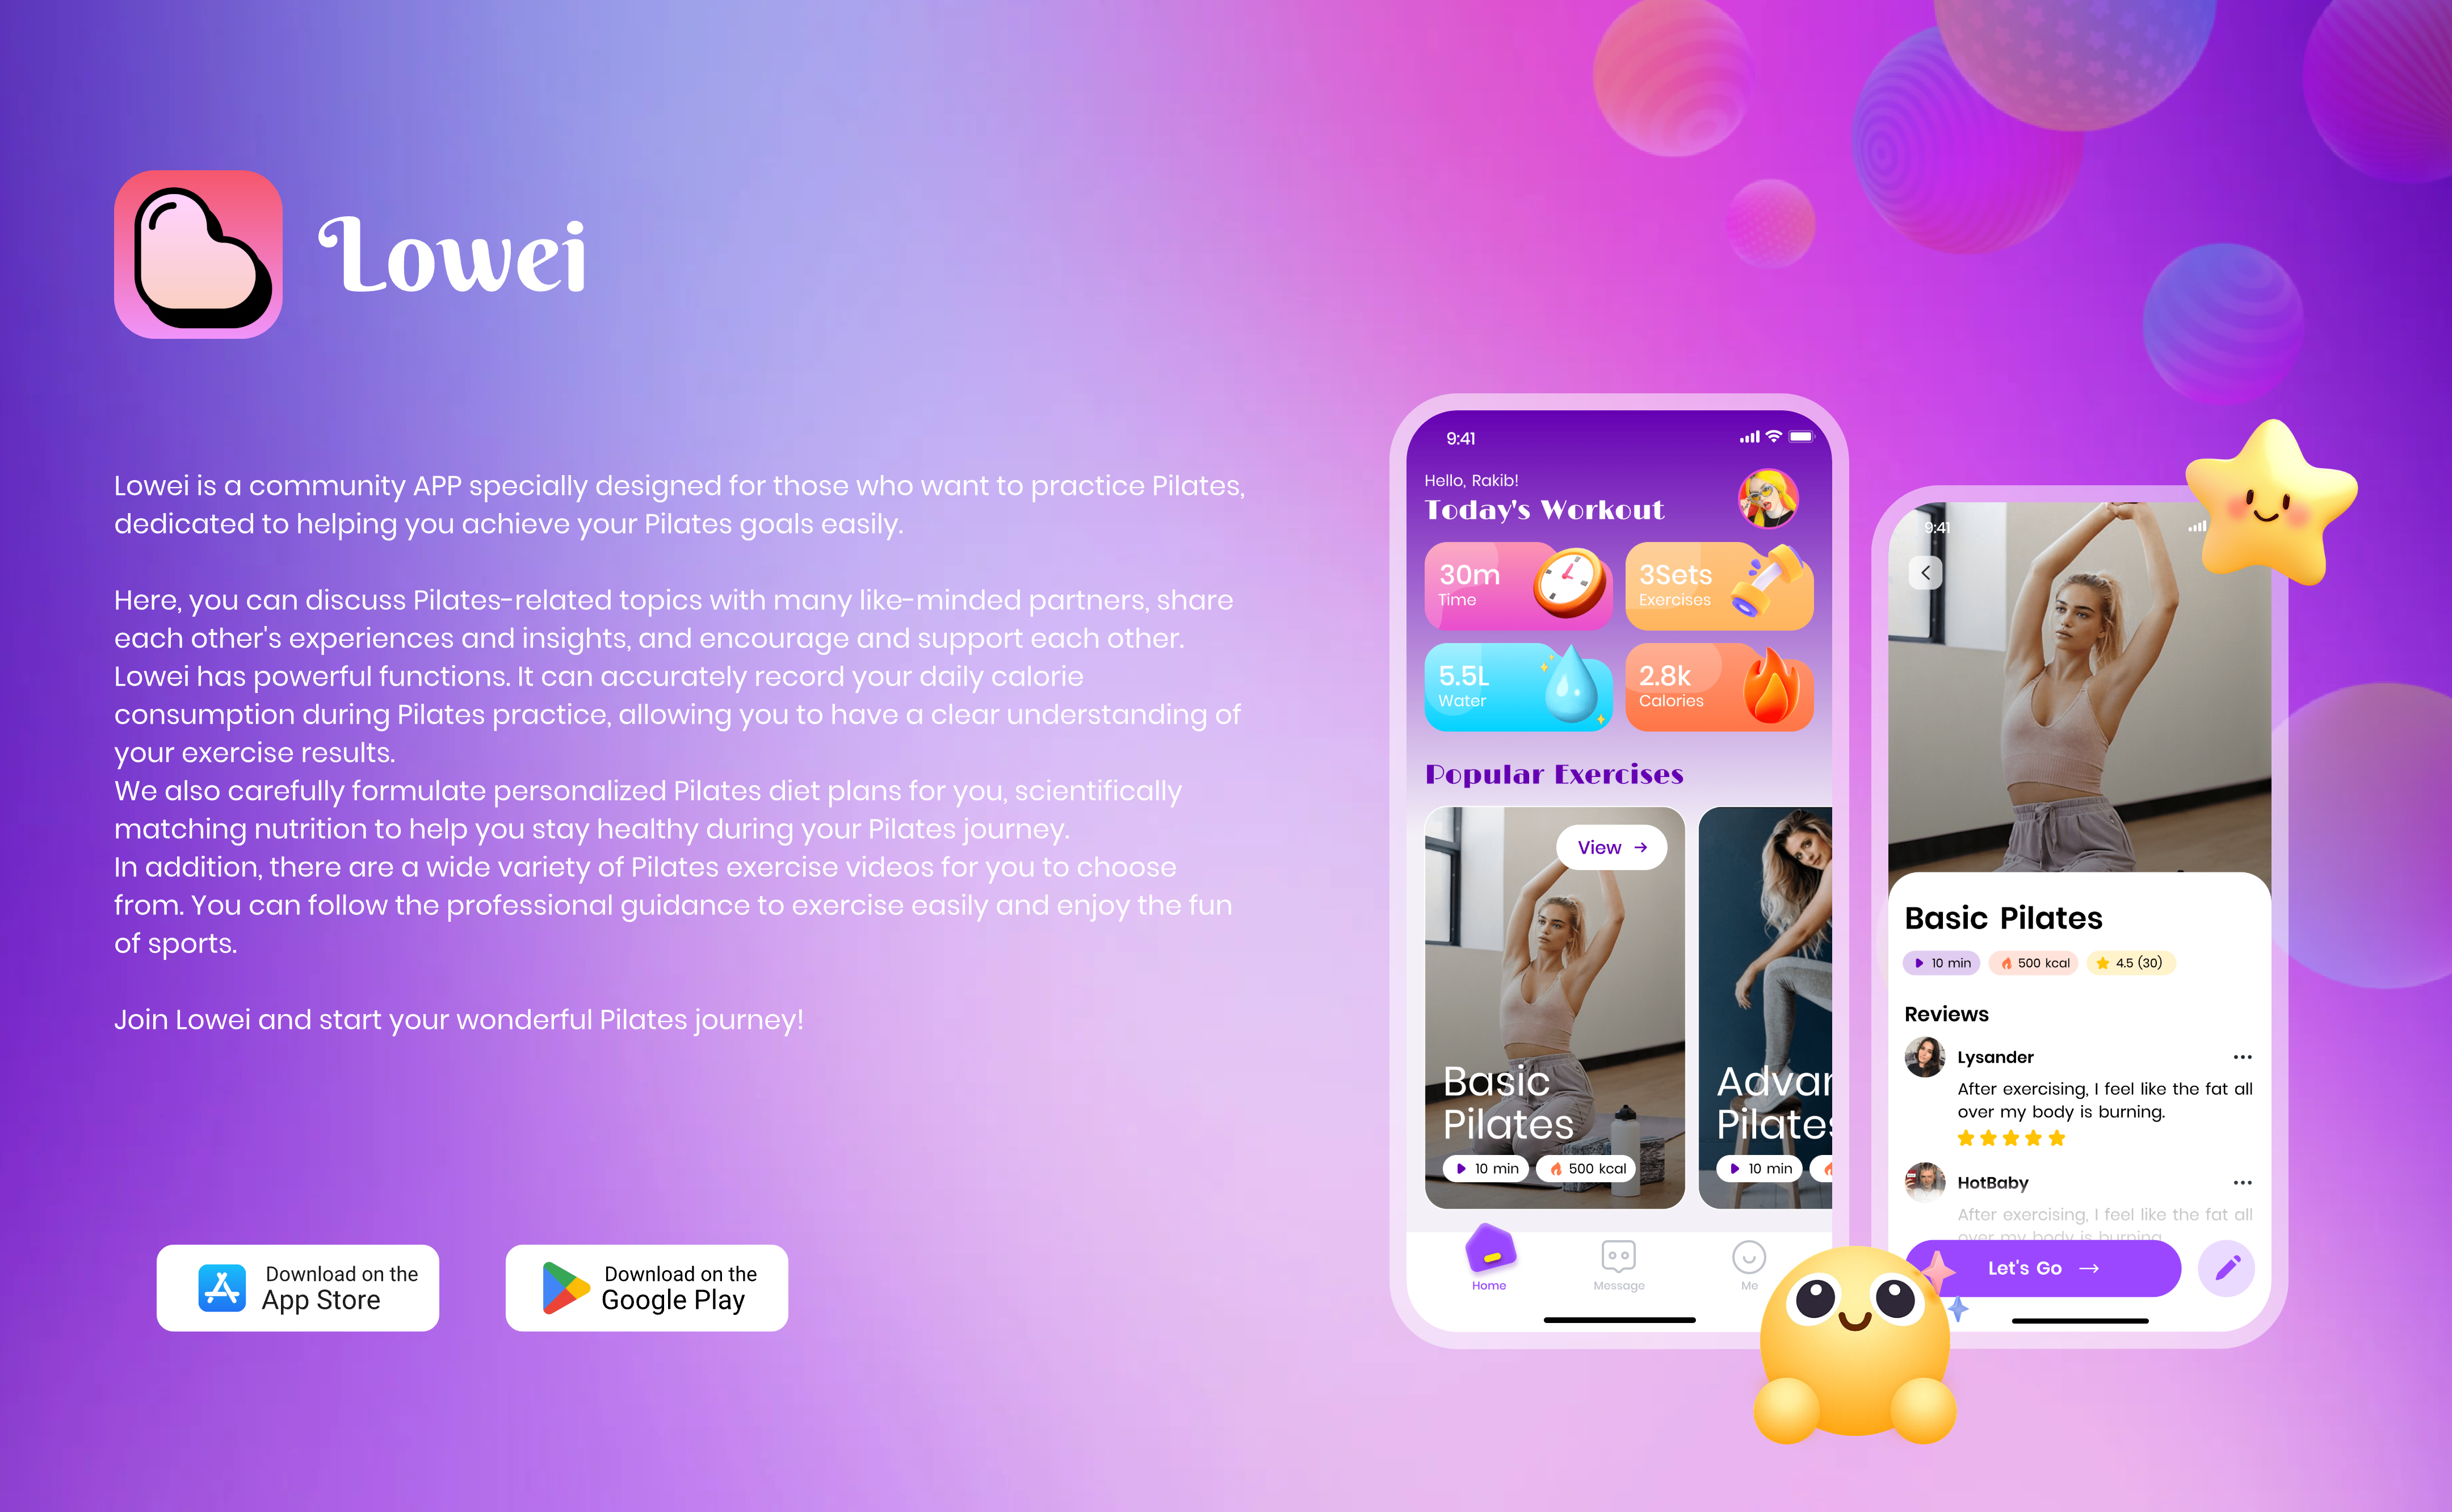 Lowei
Lowei is a community APP specially designed for those who want to practice Pilates,
dedicated to helping you achieve your Pilates goals easily.
Here, you can discuss Pilates-related topics with many like-minded partners, share
each other's experiences and insights, and encourage and support each other.
Lowei has powerful functions. It can accurately record your daily calorie
consumption during Pilates practice, allowing you to have a clear understanding of
your exercise results.
We also carefully formulate personalized Pilates diet plans for you, scientifically
matching nutrition to help you stay healthy during your Pilates journey.
In addition, there are a wide variety of Pilates exercise videos for you to choose
from. You can follow the professional guidance to exercise easily and enjoy the fun
of sports.
Join Lowei and start your wonderful Pilates journey!
Download on the
App Store
Download on the
Google Play
9:41
Hello, Rakib!
Today's Workout
30m
Time
3Sets
Exercises
5.5L
Water
2.8k
Calories
Popular Exercises
View
Basic
Pilates
10 min
500 kcal
Advan
Pilates
10 min
Home
Message
Me
9:41
Basic Pilates
10 min
500 kcal
4.5 (30)
Reviews
Lysander
After exercising, I feel like the fat all
over my body is burning.
HotBaby
After exercising, I feel like the fat all
over my body is burning.
Let's Go